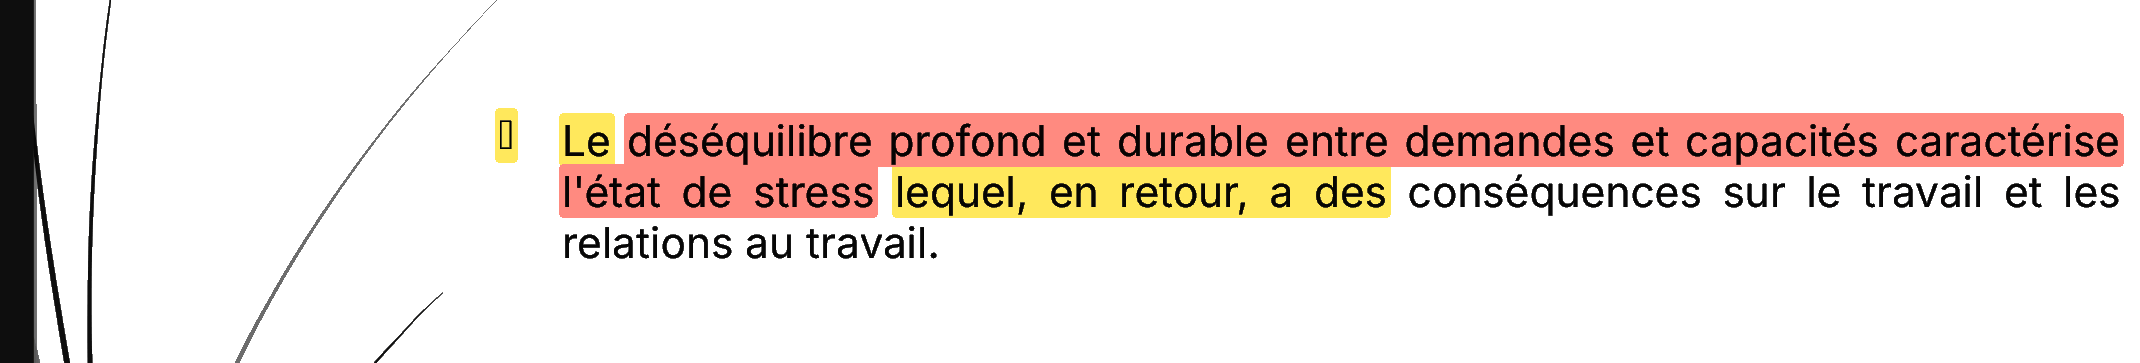 ▯ Le déséquilibre profond et durable entre demandes et capacités caractérise
l'état de stress lequel, en retour, a des conséquences sur le travail et les
relations au travail.